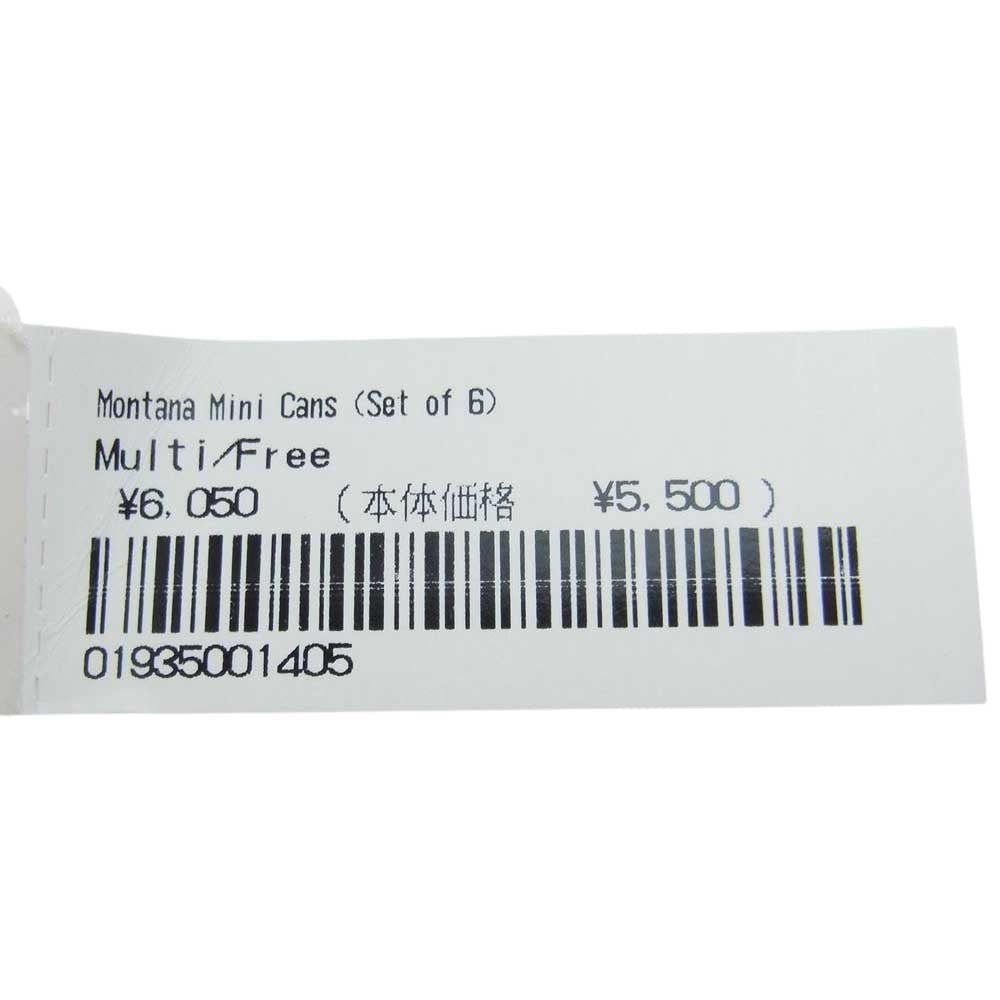 Montana Mini Cans (Set of 6)
Multi/Free
¥6,050 (本体価格 ¥5,500)
01935001405